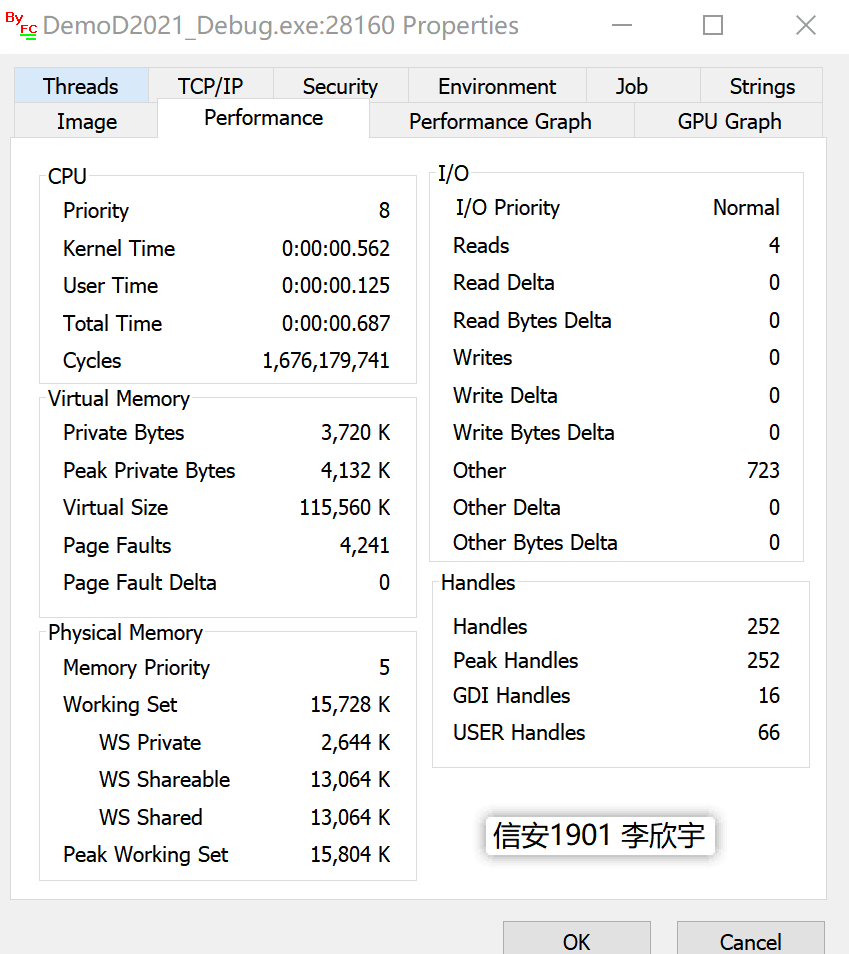 By
FC
DemoD2021_Debug.exe:28160 Properties
Threads TCP/IP Security Environment Job Strings
Image Performance Performance Graph GPU Graph
CPU
Priority 8
Kernel Time 0:00:00.562
User Time 0:00:00.125
Total Time 0:00:00.687
Cycles 1,676,179,741
Virtual Memory
Private Bytes 3,720 K
Peak Private Bytes 4,132 K
Virtual Size 115,560 K
Page Faults 4,241
Page Fault Delta 0
Physical Memory
Memory Priority 5
Working Set 15,728 K
WS Private 2,644 K
WS Shareable 13,064 K
WS Shared 13,064 K
Peak Working Set 15,804 K
I/O
I/O Priority Normal
Reads 4
Read Delta 0
Read Bytes Delta 0
Writes 0
Write Delta 0
Write Bytes Delta 0
Other 723
Other Delta 0
Other Bytes Delta 0
Handles
Handles 252
Peak Handles 252
GDI Handles 16
USER Handles 66
信安1901 李欣宇
OK Cancel